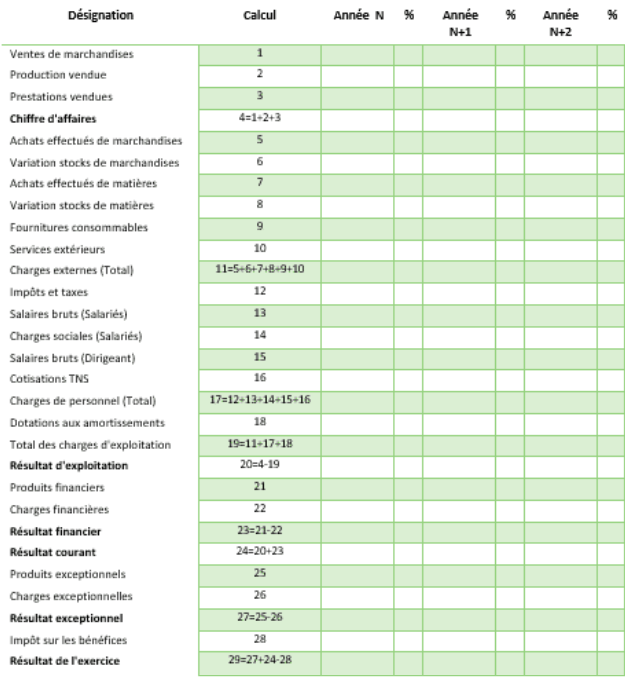 Désignation Calcul Année N % Année N+1 % Année N+2 %
Ventes de marchandises 1
Production vendue 2
Prestations vendues 3
Chiffre d'affaires 4=1+2+3
Achats effectués de marchandises 5
Variation stocks de marchandises 6
Achats effectués de matières 7
Variation stocks de matières 8
Fournitures consommables 9
Services extérieurs 10
Charges externes (Total) 11=5+6+7+8+9+10
Impôts et taxes 12
Salaires bruts (Salariés) 13
Charges sociales (Salariés) 14
Salaires bruts (Dirigeant) 15
Cotisations TNS 16
Charges de personnel (Total) 17=12+13+14+15+16
Dotations aux amortissements 18
Total des charges d'exploitation 19=11+17+18
Résultat d'exploitation 20=4-19
Produits financiers 21
Charges financières 22
Résultat financier 23=21-22
Résultat courant 24=20+23
Produits exceptionnels 25
Charges exceptionnelles 26
Résultat exceptionnel 27=25-26
Impôt sur les bénéfices 28
Résultat de l'exercice 29=27+24-28